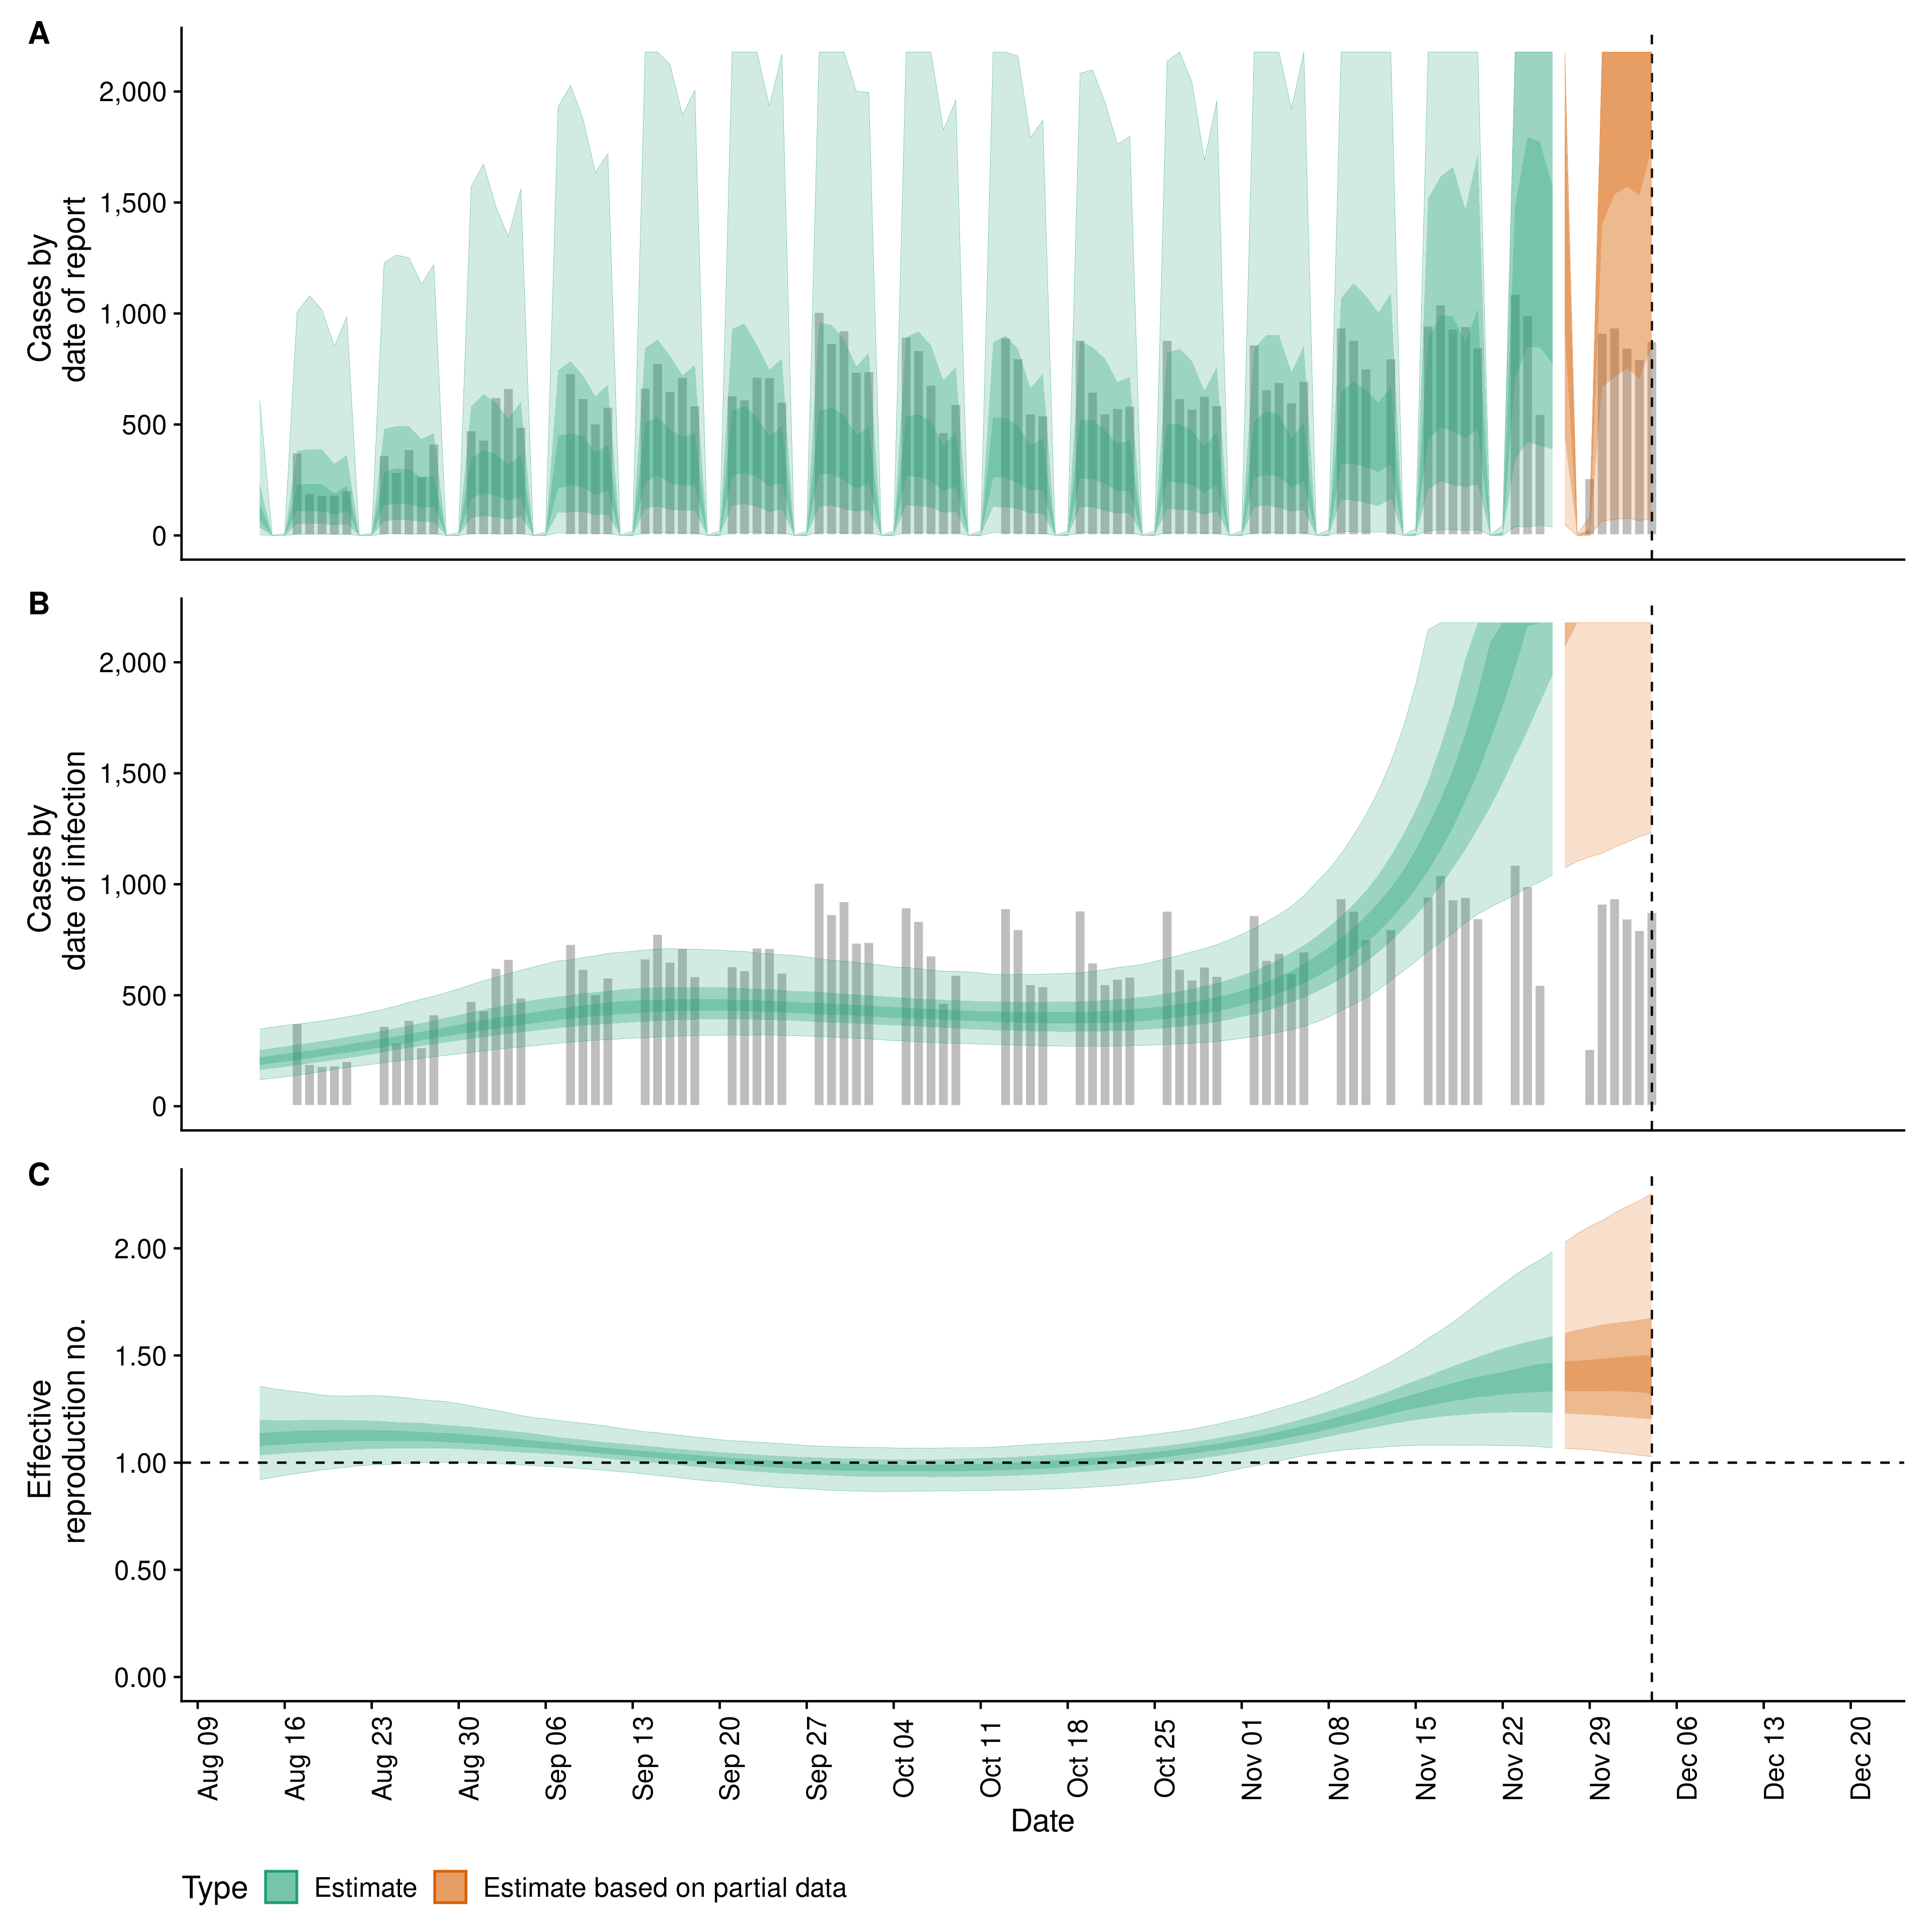 A
Cases by
date of report
2,000
1,500
1,000
500
0
B
Cases by
date of infection
2,000
1,500
1,000
500
0
C
Effective
reproduction no.
2.00
1.50
1.00
0.50
0.00
Aug 09
Aug 16
Aug 23
Aug 30
Sep 06
Sep 13
Sep 20
Sep 27
Oct 04
Oct 11
Oct 18
Oct 25
Nov 01
Nov 08
Nov 15
Nov 22
Nov 29
Dec 06
Dec 13
Dec 20
Date
Type Estimate Estimate based on partial data